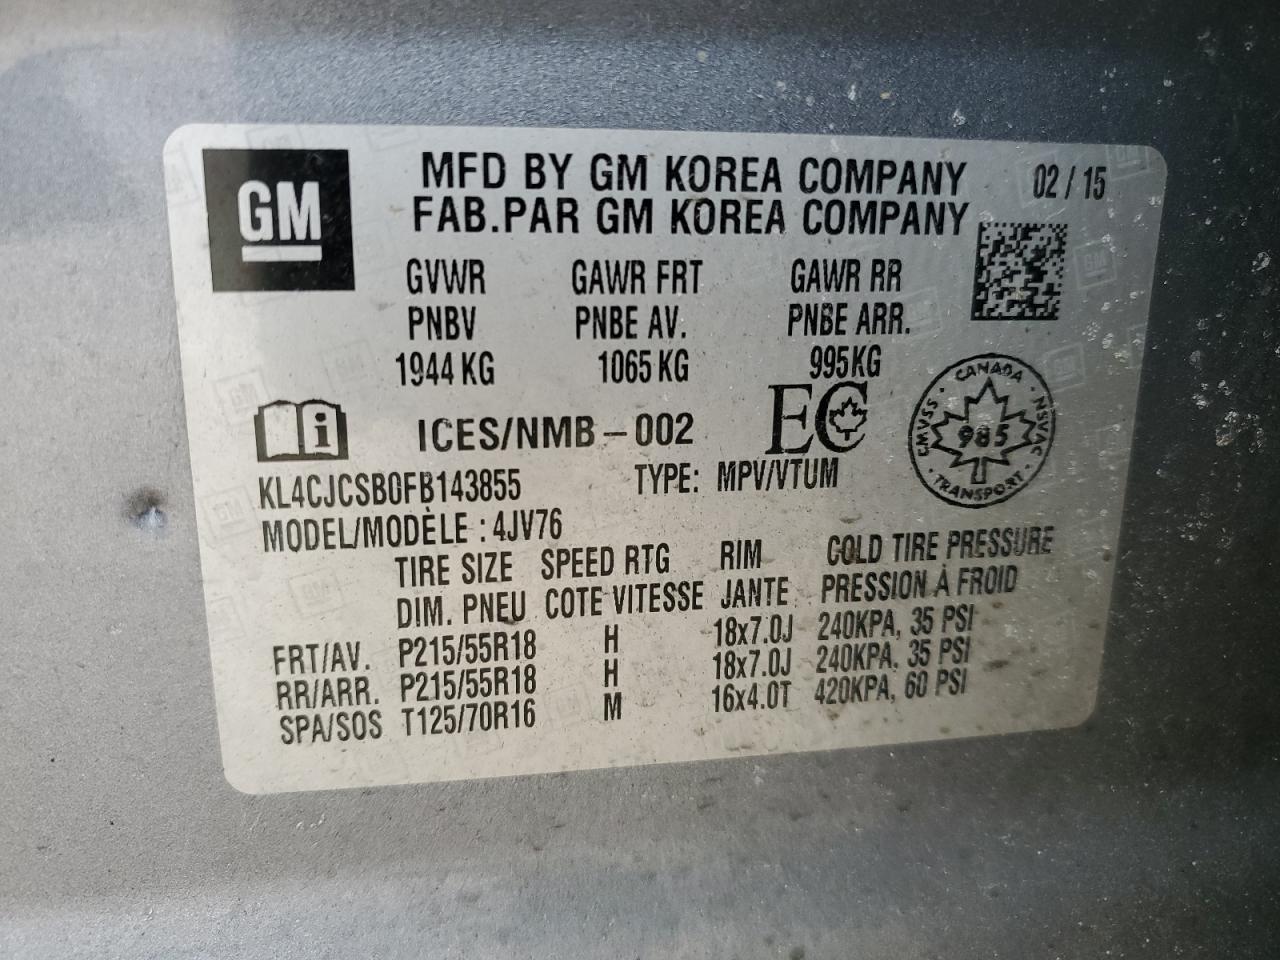 GM
MFD BY GM KOREA COMPANY 02 / 15
FAB.PAR GM KOREA COMPANY
GVWR GAWR FRT GAWR RR
PNBV PNBE AV. PNBE ARR.
1944 KG 1065 KG 995KG
i ICES/NMB – 002 EC
CANADA
CMVSS 985 NSVAC
TRANSPORT
KL4CJCSB0FB143855 TYPE: MPV/VTUM
MODEL/MODÈLE : 4JV76
TIRE SIZE SPEED RTG RIM COLD TIRE PRESSURE
DIM. PNEU COTE VITESSE JANTE PRESSION À FROID
FRT/AV. P215/55R18 H 18x7.0J 240KPA, 35 PSI
RR/ARR. P215/55R18 H 18x7.0J 240KPA, 35 PSI
SPA/SOS T125/70R16 M 16x4.0T 420KPA, 60 PSI